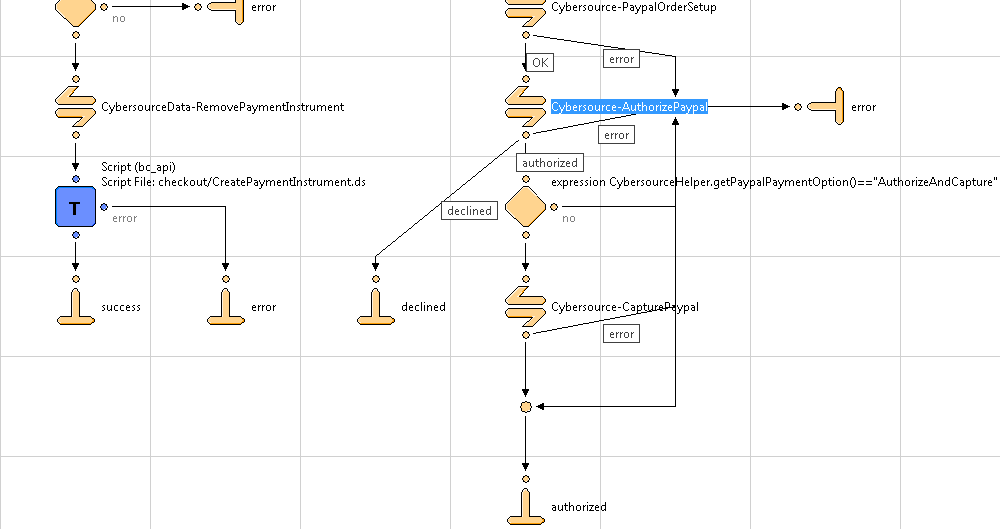 error
no
CybersourceData-RemovePaymentInstrument
Script (bc_api)
Script File: checkout/CreatePaymentInstrument.ds
T
error
success
error
Cybersource-PaypalOrderSetup
OK
error
Cybersource-AuthorizePaypal
error
error
authorized
expression CybersourceHelper.getPaypalPaymentOption()=="AuthorizeAndCapture"
declined
no
declined
Cybersource-CapturePaypal
error
authorized